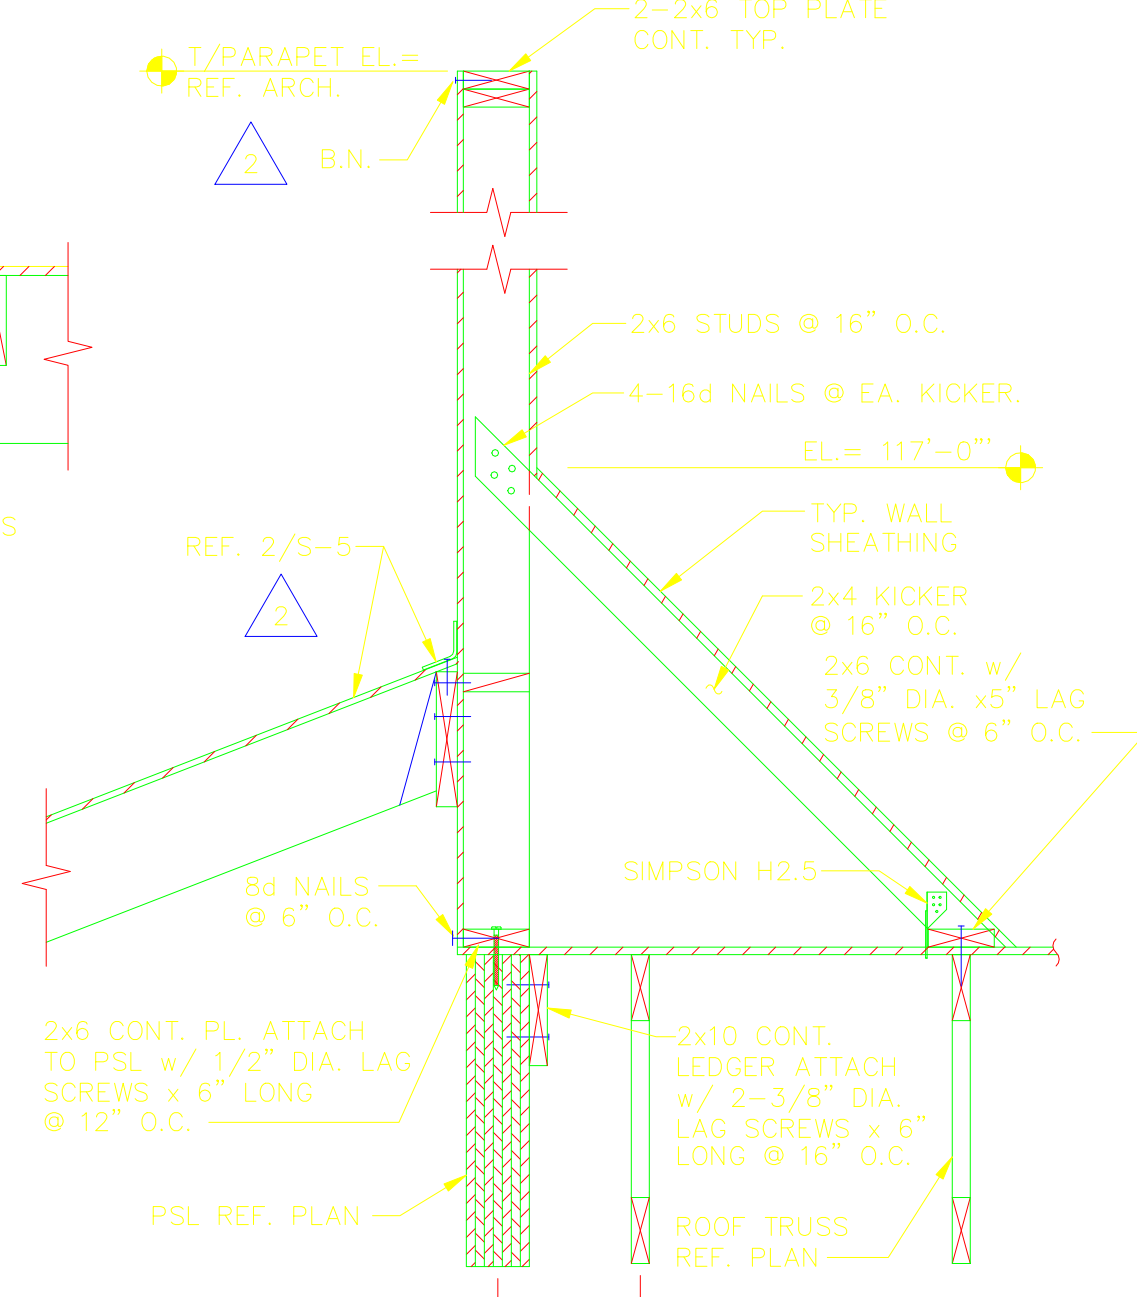 2-2x6 TOP PLATE
CONT. TYP.
T/PARAPET EL.=
REF. ARCH.
2
B.N.
2x6 STUDS @ 16" O.C.
4-16d NAILS @ EA. KICKER.
EL.= 117'-0"'
S
TYP. WALL
SHEATHING
REF. 2/S-5
2
2x4 KICKER
@ 16" O.C.
2x6 CONT. w/
3/8" DIA. x5" LAG
SCREWS @ 6" O.C.
SIMPSON H2.5
8d NAILS
@ 6" O.C.
2x6 CONT. PL. ATTACH
TO PSL w/ 1/2" DIA. LAG
SCREWS x 6" LONG
@ 12" O.C.
2x10 CONT.
LEDGER ATTACH
w/ 2-3/8" DIA.
LAG SCREWS x 6"
LONG @ 16" O.C.
PSL REF. PLAN
ROOF TRUSS
REF. PLAN